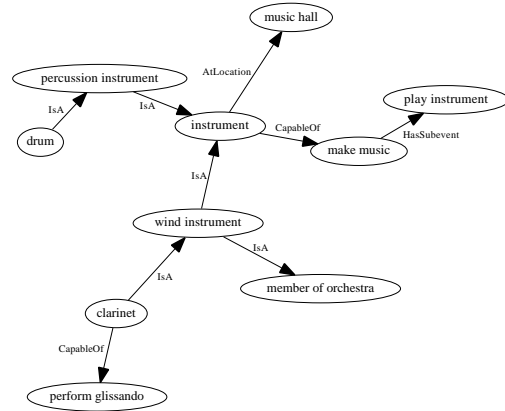 music hall
AtLocation
percussion instrument
IsA
IsA
drum
instrument
CapableOf
play instrument
HasSubevent
make music
IsA
wind instrument
IsA
IsA
member of orchestra
clarinet
CapableOf
perform glissando